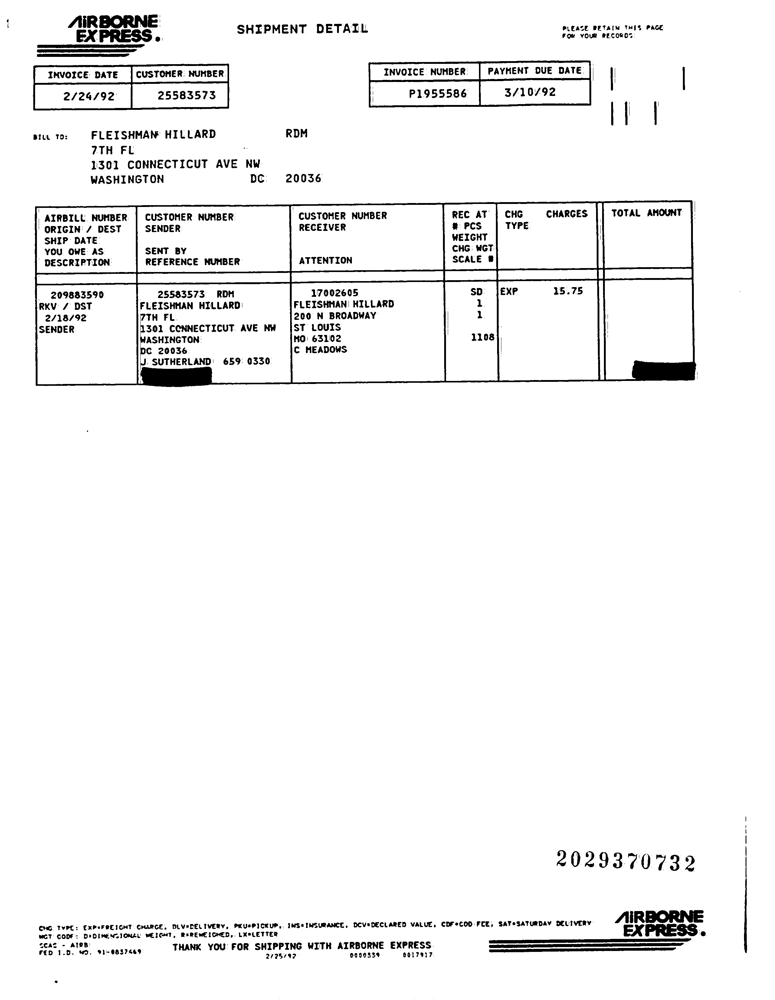 AIRBORNE
EXPRESS.
SHIPMENT DETAIL
PLEASE RETAIN THIS PAGE
FOR YOUR RECORDS
INVOICE DATE CUSTOMER NUMBER
2/24/92 25583573
INVOICE NUMBER PAYMENT DUE DATE
P1955586 3/10/92
BILL TO: FLEISHMAN HILLARD RDM
7TH FL
1301 CONNECTICUT AVE NW
WASHINGTON DC 20036
AIRBILL NUMBER CUSTOMER NUMBER CUSTOMER NUMBER REC AT CHG CHARGES TOTAL AMOUNT
ORIGIN / DEST SENDER RECEIVER # PCS TYPE
SHIP DATE WEIGHT
YOU OWE AS SENT BY CHG WGT
DESCRIPTION REFERENCE NUMBER ATTENTION SCALE #
209883590 25583573 RDM 17002605 SD EXP 15.75
RKV / DST FLEISHMAN HILLARD FLEISHMAN HILLARD 1
2/18/92 7TH FL 200 N BROADWAY 1
SENDER 1301 CONNECTICUT AVE NW ST LOUIS
WASHINGTON MO 63102 1108
DC 20036 C MEADOWS
J SUTHERLAND 659 0330
2029370732
CHG TYPE: EXP=FREIGHT CHARGE, DLV=DELIVERY, PKU=PICKUP, INS=INSURANCE, DCV=DECLARED VALUE, CDF=COD FEE, SAT=SATURDAY DELIVERY
WGT CODE: D=DIMENSIONAL WEIGHT, R=REWEIGHED, LX=LETTER
SCAC - AIRB
FED I.D. NO. 91-0837469
THANK YOU FOR SHIPPING WITH AIRBORNE EXPRESS
2/25/92 0000339 0017917
AIRBORNE
EXPRESS.